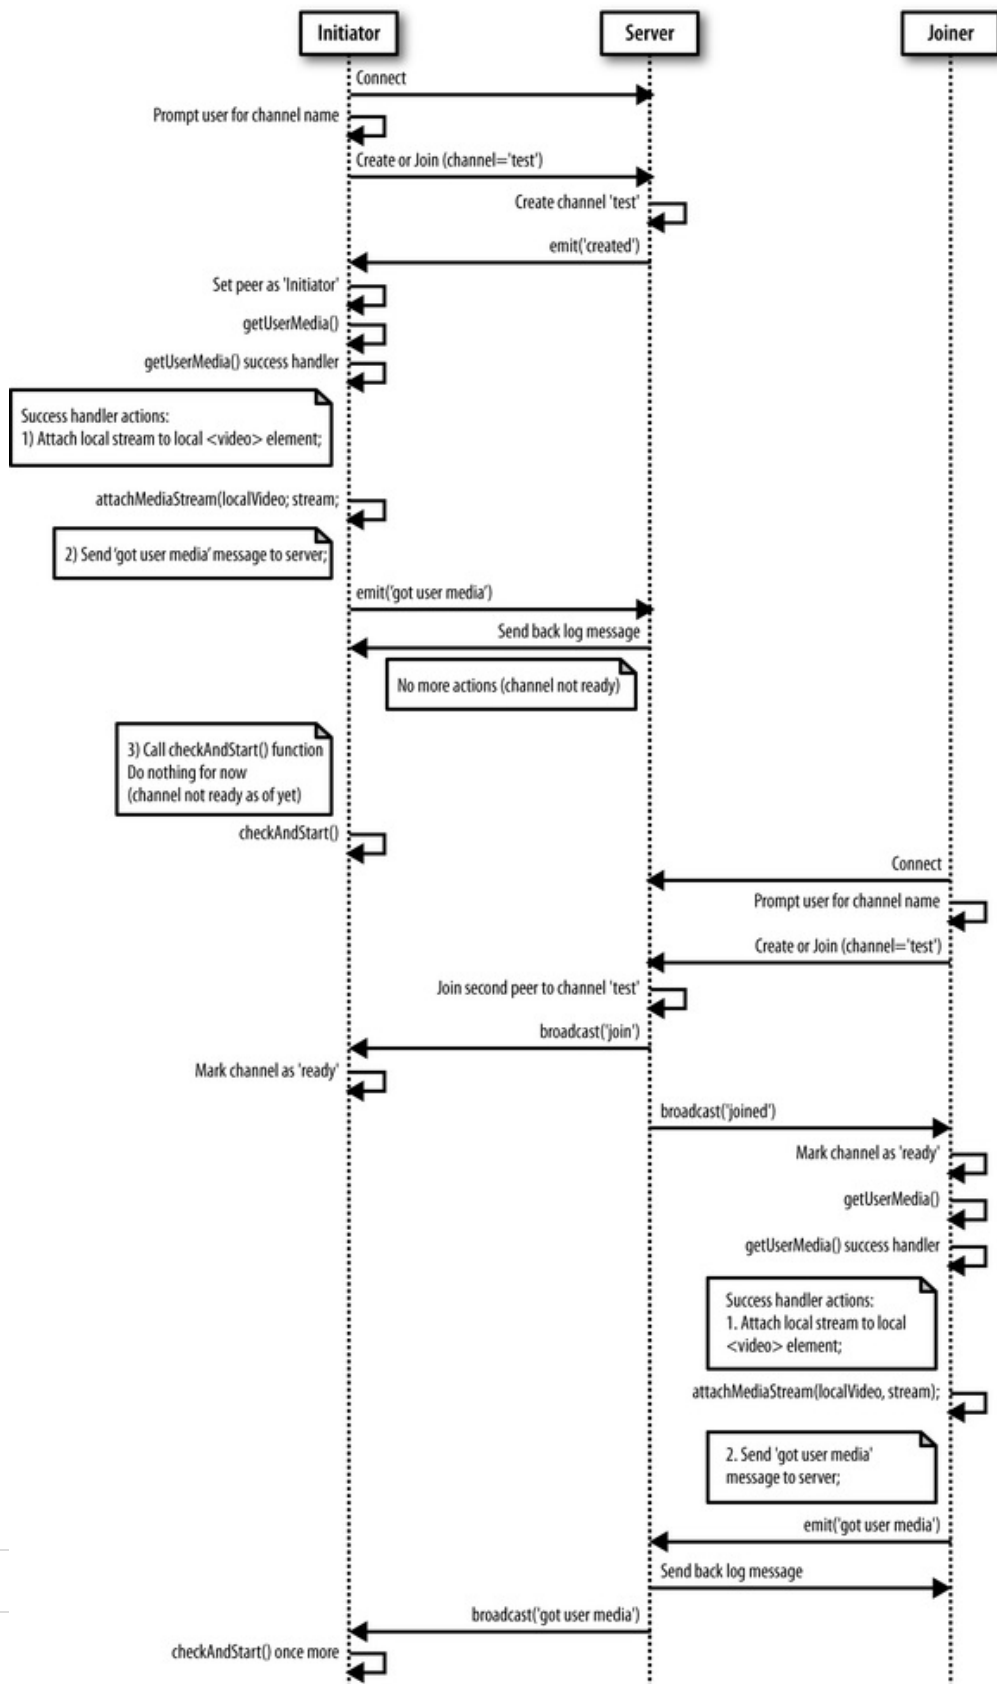 Initiator
Server
Joiner
Connect
Prompt user for channel name
Create or Join (channel='test')
Create channel 'test'
emit('created')
Set peer as 'Initiator'
getUserMedia()
getUserMedia() success handler
Success handler actions:
1) Attach local stream to local <video> element;
attachMediaStream(localVideo; stream;
2) Send 'got user media' message to server;
emit('got user media')
Send back log message
No more actions (channel not ready)
3) Call checkAndStart() function
Do nothing for now
(channel not ready as of yet)
checkAndStart()
Connect
Prompt user for channel name
Create or Join (channel='test')
Join second peer to channel 'test'
broadcast('join')
Mark channel as 'ready'
broadcast('joined')
Mark channel as 'ready'
getUserMedia()
getUserMedia() success handler
Success handler actions:
1. Attach local stream to local
<video> element;
attachMediaStream(localVideo, stream);
2. Send 'got user media'
message to server;
emit('got user media')
Send back log message
broadcast('got user media')
checkAndStart() once more